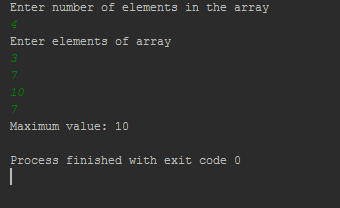 Enter number of elements in the array
4
Enter elements of array
3
7
10
7
Maximum value: 10
Process finished with exit code 0